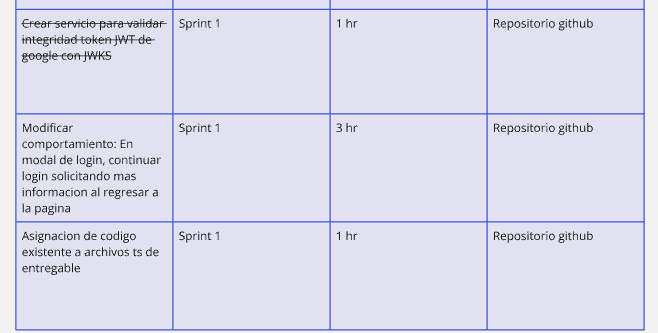 Crear servicio para validar
integridad token JWT de
google con JWKS
Sprint 1
1 hr
Repositorio github
Modificar
comportamiento: En
modal de login, continuar
login solicitando mas
informacion al regresar a
la pagina
Sprint 1
3 hr
Repositorio github
Asignacion de codigo
existente a archivos ts de
entregable
Sprint 1
1 hr
Repositorio github